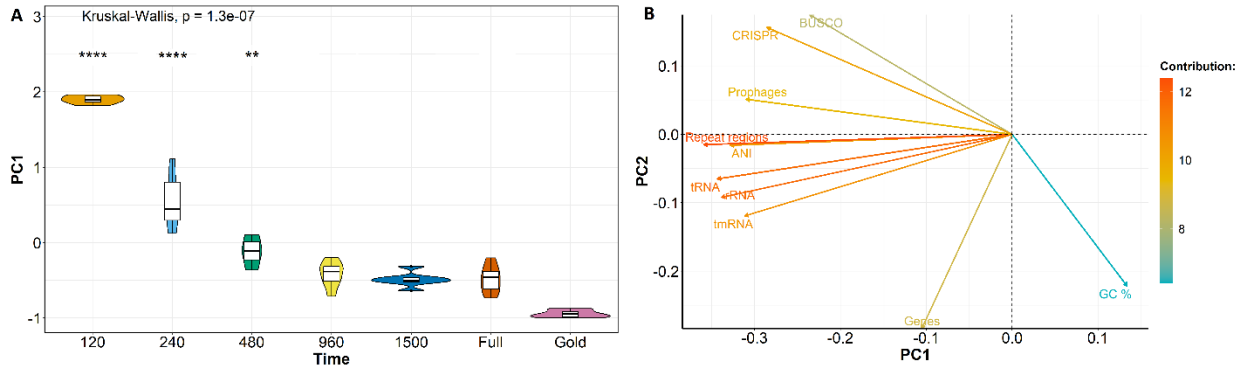 A
Kruskal-Wallis, p = 1.3e-07
**** **** **
3
2
1
0
-1
PC1
120 240 480 960 1500 Full Gold
Time
B
BUSCO
CRISPR
Prophages
Repeat regions
ANI
tRNA
rRNA
tmRNA
Genes
GC %
0.1
0.0
-0.1
-0.2
PC2
-0.3 -0.2 -0.1 0.0 0.1
PC1
Contribution:
12
10
8